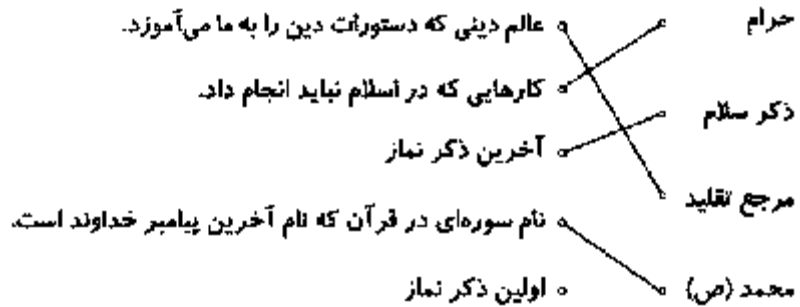 حرام
عالم دینی که دستورات دین را به ما می‌آموزد.
کارهایی که در اسلام نباید انجام داد.
ذکر سلام
آخرین ذکر نماز
مرجع تقلید
نام سوره‌ای در قرآن که نام آخرین پیامبر خداوند است.
محمد (ص)
اولین ذکر نماز